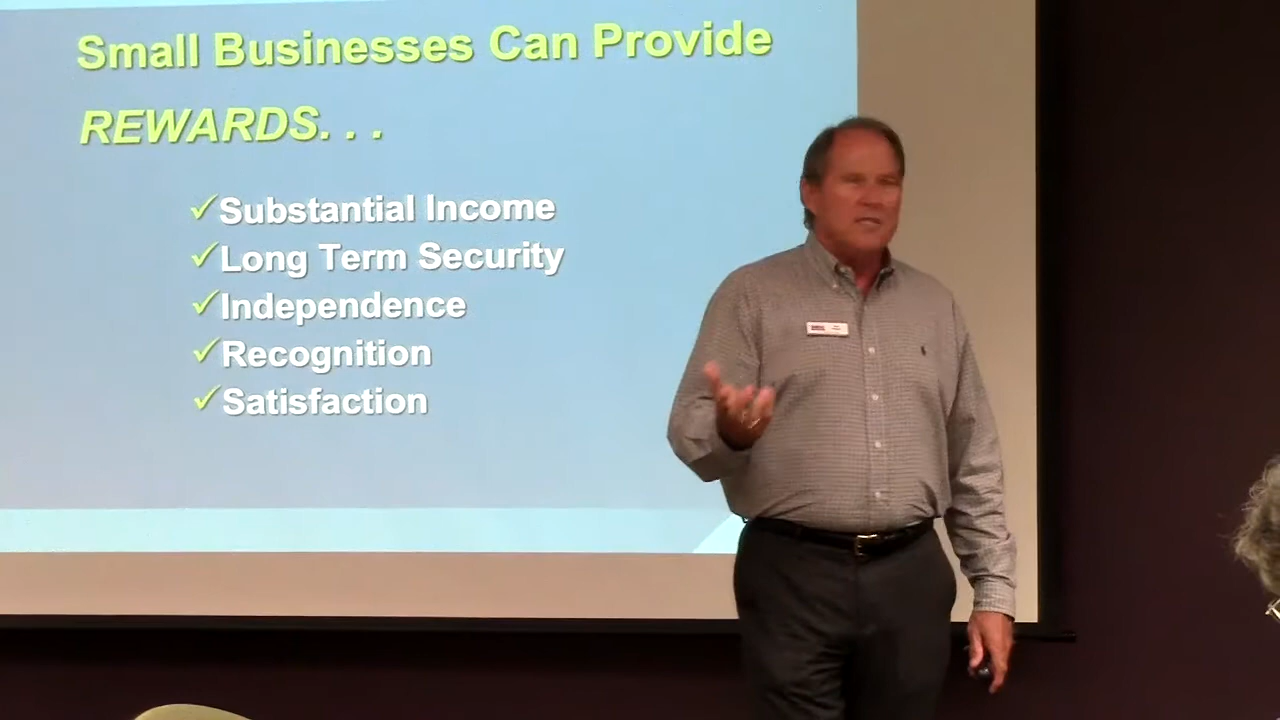 Small Businesses Can Provide
REWARDS. . .
✓Substantial Income
✓Long Term Security
✓Independence
✓Recognition
✓Satisfaction